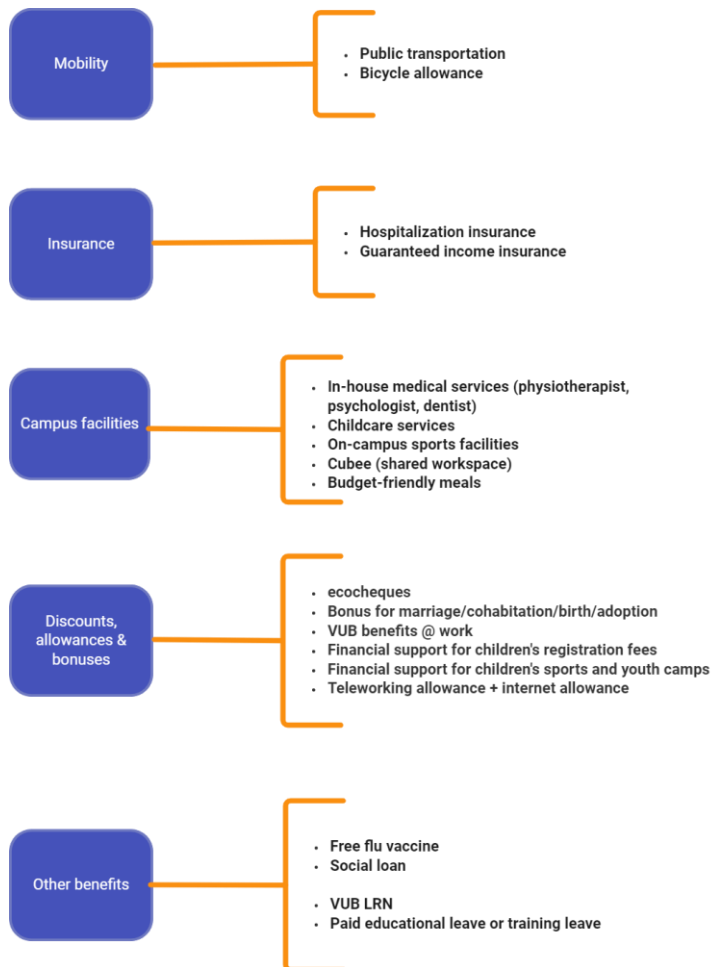 Mobility
• Public transportation
• Bicycle allowance
Insurance
• Hospitalization insurance
• Guaranteed income insurance
Campus facilities
• In-house medical services (physiotherapist,
psychologist, dentist)
• Childcare services
• On-campus sports facilities
• Cubee (shared workspace)
• Budget-friendly meals
Discounts,
allowances &
bonuses
• ecocheques
• Bonus for marriage/cohabitation/birth/adoption
• VUB benefits @ work
• Financial support for children's registration fees
• Financial support for children's sports and youth camps
• Teleworking allowance + internet allowance
Other benefits
• Free flu vaccine
• Social loan
• VUB LRN
• Paid educational leave or training leave